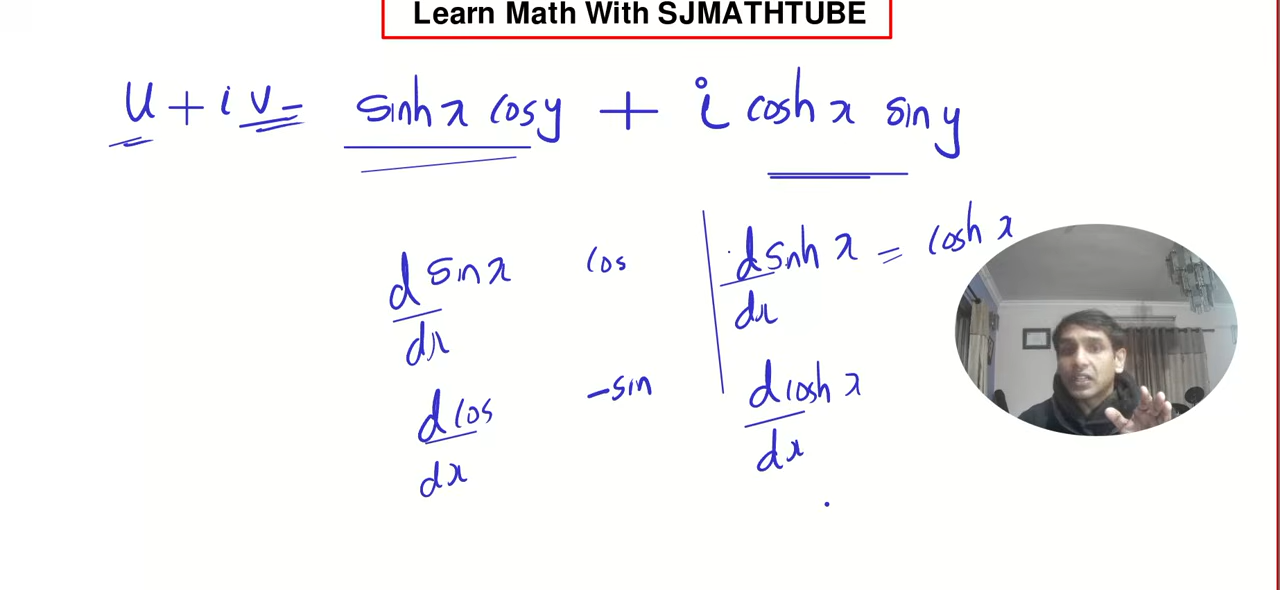 Learn Math With SJMATHTUBE
u + i v = sinh x cos y + i cosh x sin y
d sin x / dx cos
d sinh x / dx = cosh x
d cos / dx -sin
d cosh x / dx